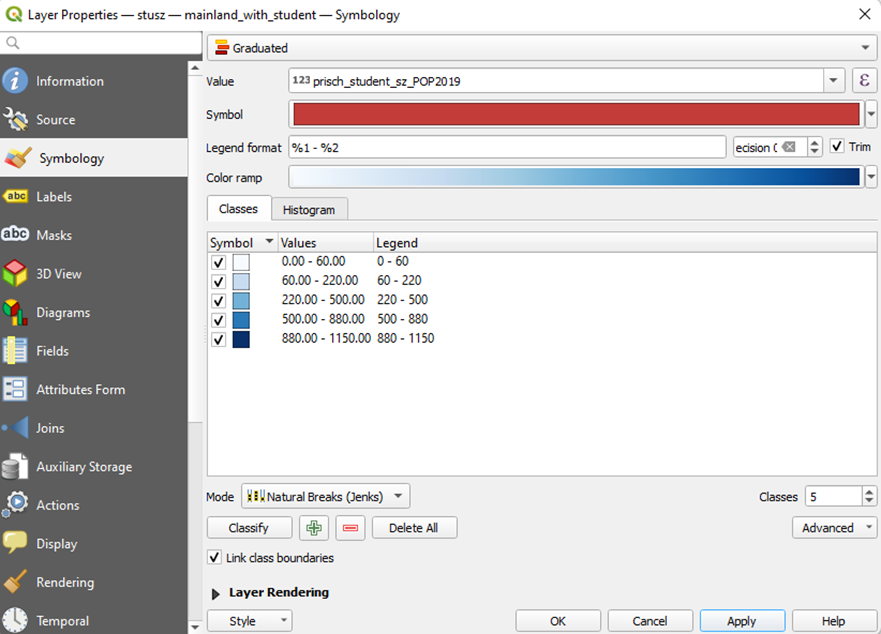 Layer Properties — stusz — mainland_with_student — Symbology
Information
Source
Symbology
abc Labels
abc Masks
3D View
Diagrams
Fields
Attributes Form
Joins
Auxiliary Storage
Actions
Display
Rendering
Temporal
Graduated
Value 123 prisch_student_sz_POP2019 ε
Symbol
Legend format %1 - %2 ecision 0 Trim
Color ramp
Classes Histogram
Symbol Values Legend
0.00 - 60.00 0 - 60
60.00 - 220.00 60 - 220
220.00 - 500.00 220 - 500
500.00 - 880.00 500 - 880
880.00 - 1150.00 880 - 1150
Mode Natural Breaks (Jenks) Classes 5
Classify Delete All Advanced
Link class boundaries
Layer Rendering
Style OK Cancel Apply Help